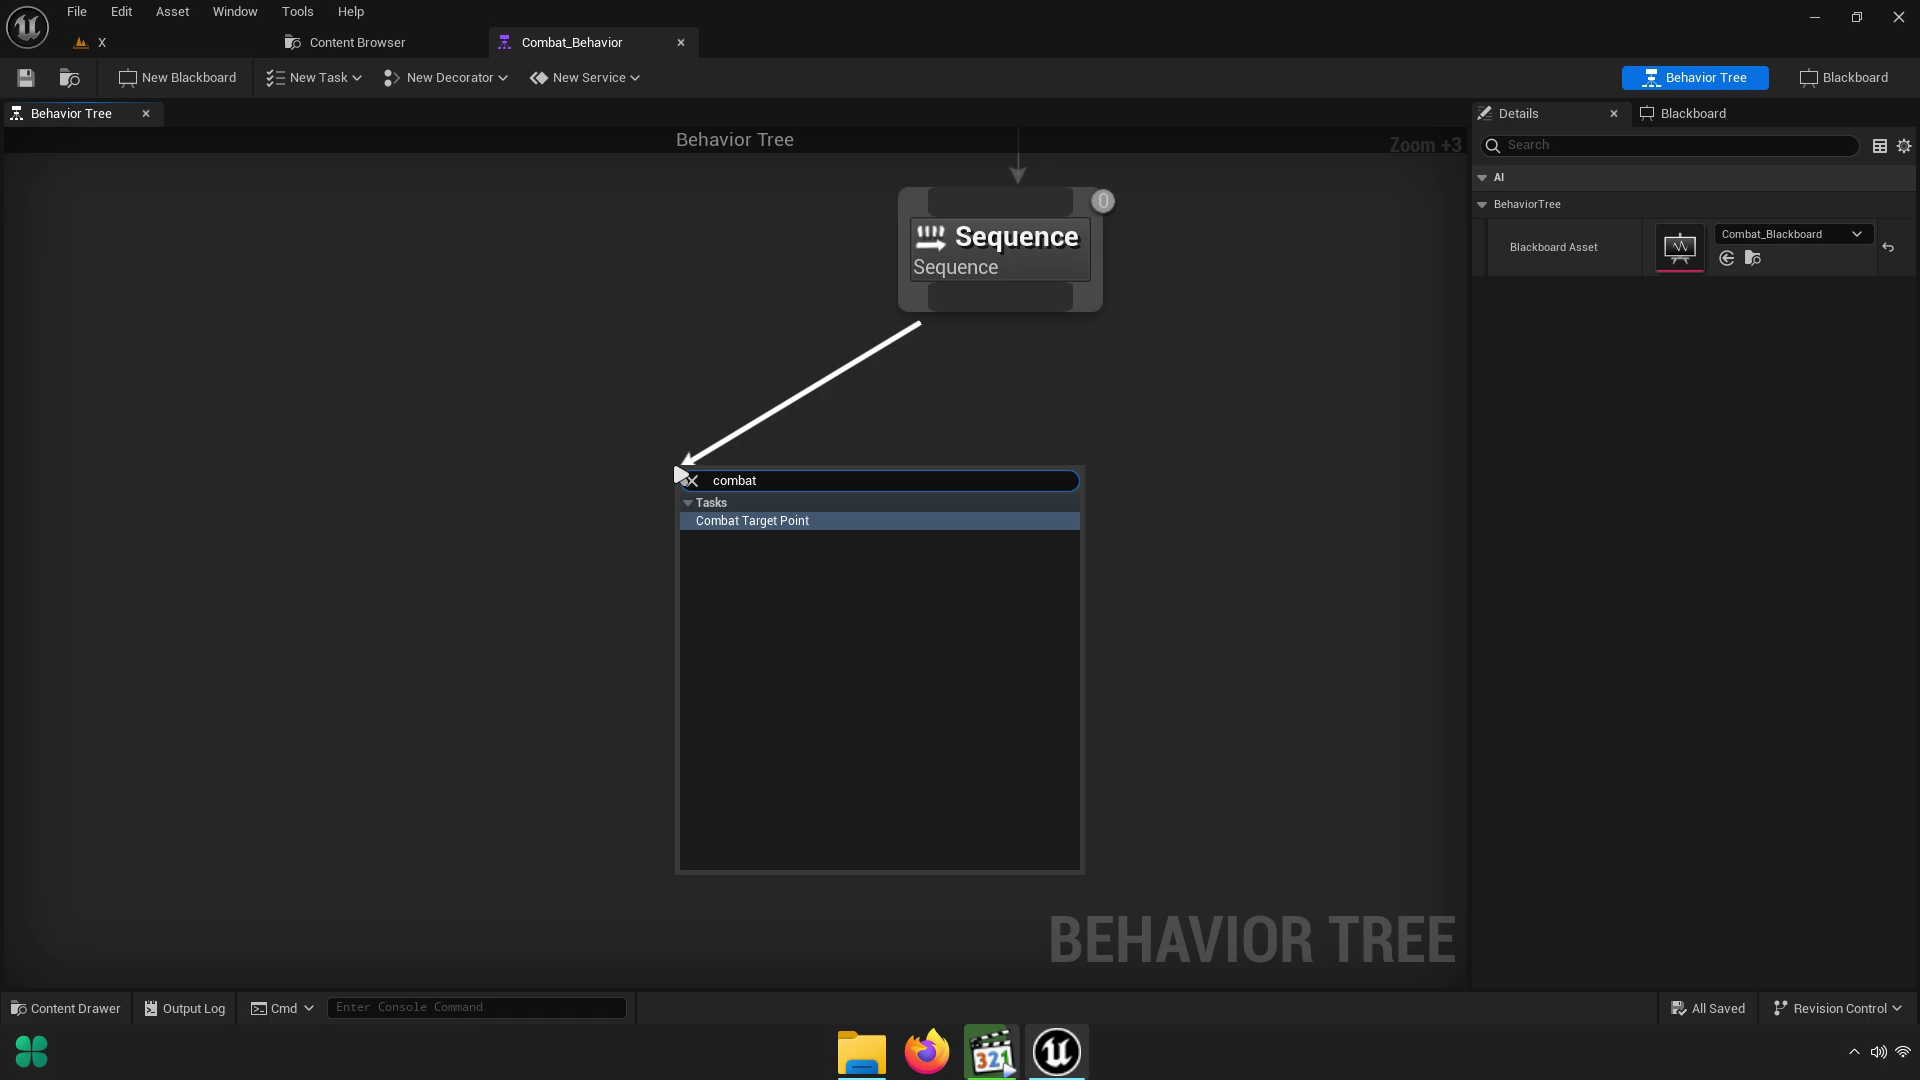 File Edit Asset Window Tools Help
X Content Browser Combat_Behavior
New Blackboard New Task New Decorator New Service Behavior Tree Blackboard
Behavior Tree Details Blackboard
Behavior Tree
Zoom +3
Search
AI
BehaviorTree
Blackboard Asset
Combat_Blackboard
0
Sequence
Sequence
combat
Tasks
Combat Target Point
BEHAVIOR TREE
Content Drawer Output Log Cmd Enter Console Command All Saved Revision Control
321